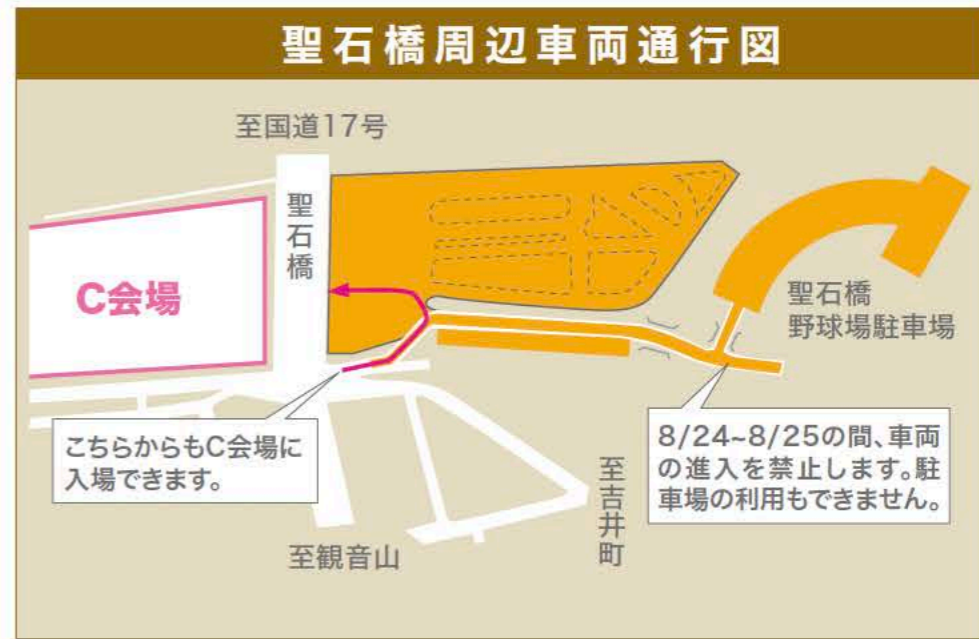 聖石橋周辺車両通行図
至国道17号
聖石橋
C会場
聖石橋
野球場駐車場
こちらからもC会場に
入場できます。
8/24~8/25の間、車両
の進入を禁止します。駐
車場の利用もできません。
至吉井町
至観音山